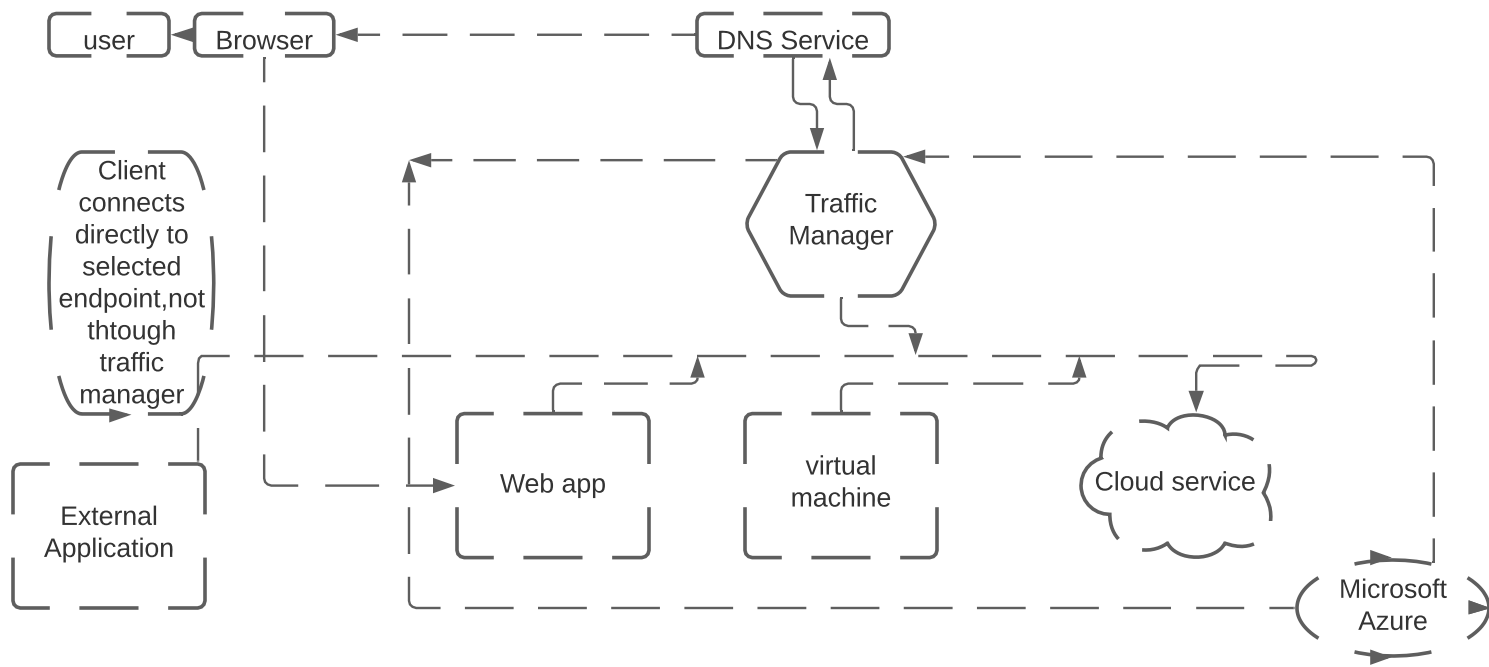 user
Browser
DNS Service
Client
connects
directly to
selected
endpoint,not
thtough
traffic
manager
Traffic
Manager
External
Application
Web app
virtual
machine
Cloud service
Microsoft
Azure